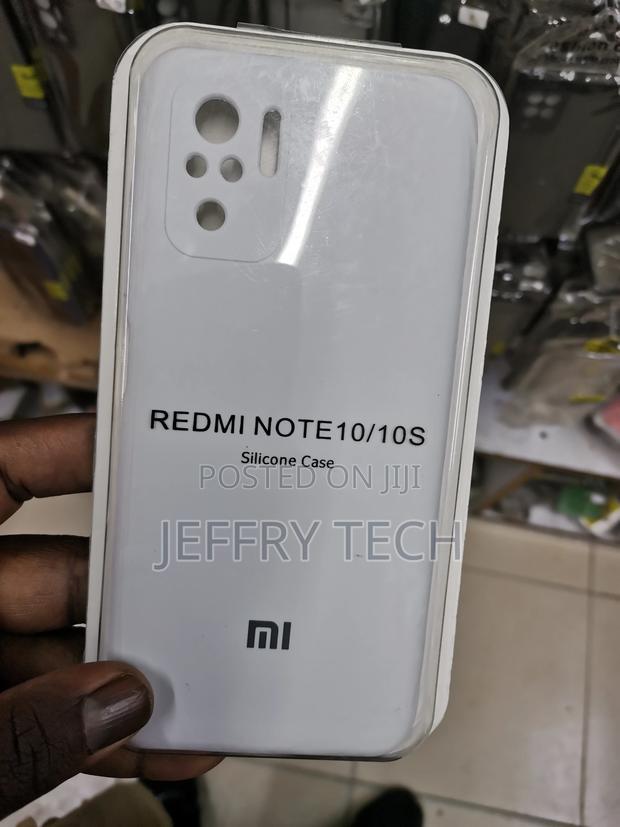 REDMI NOTE10/10S
Silicone Case
POSTED ON JIJI
JEFFRY TECH
mi